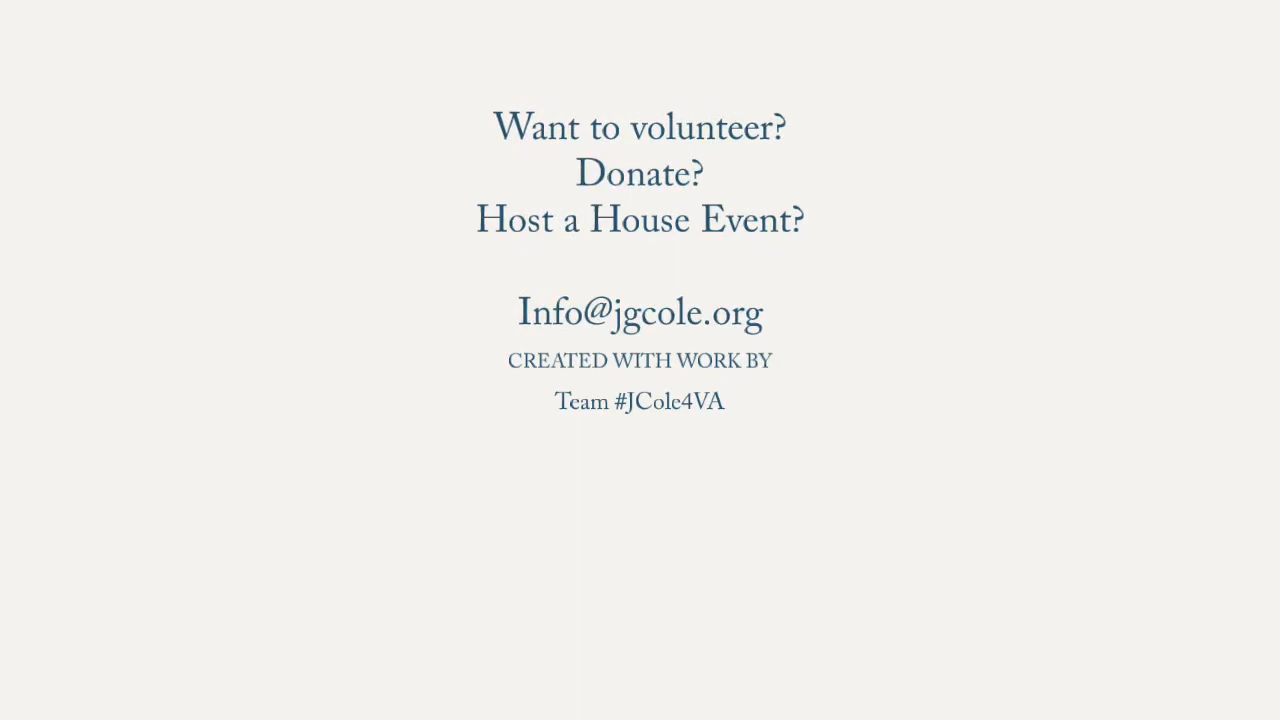 Want to volunteer?
Donate?
Host a House Event?
Info@jgcole.org
CREATED WITH WORK BY
Team #JCole4VA